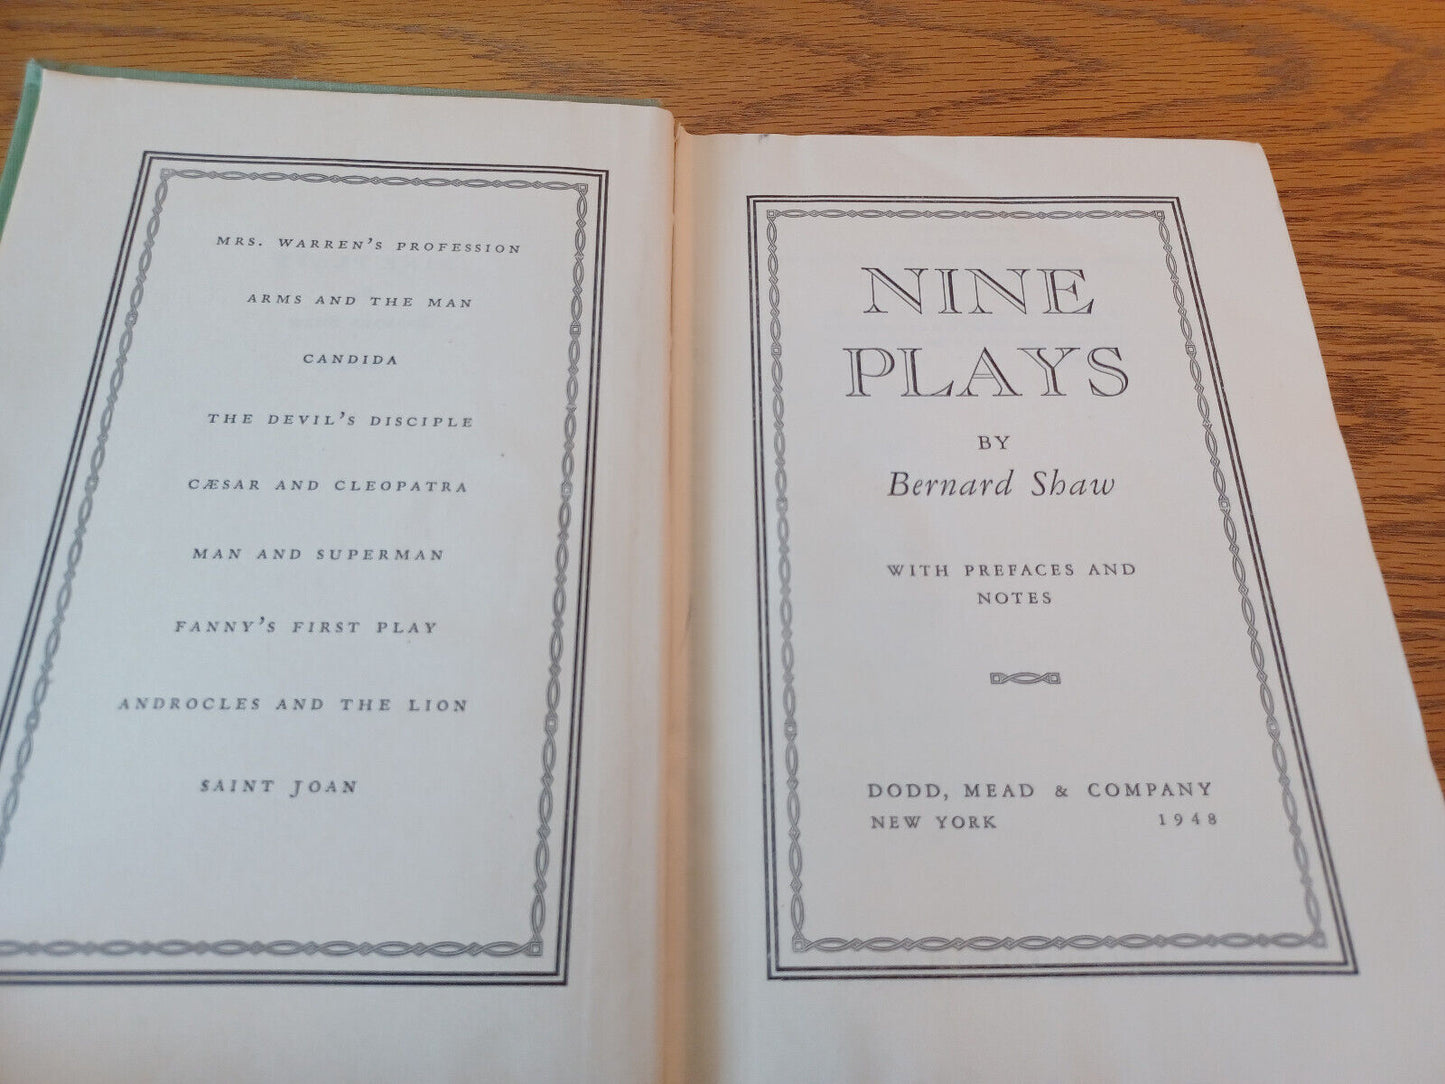 MRS. WARREN'S PROFESSION
ARMS AND THE MAN
CANDIDA
THE DEVIL'S DISCIPLE
CÆSAR AND CLEOPATRA
MAN AND SUPERMAN
FANNY'S FIRST PLAY
ANDROCLES AND THE LION
SAINT JOAN
NINE
PLAYS
BY
Bernard Shaw
WITH PREFACES AND
NOTES
DODD, MEAD & COMPANY
NEW YORK 1948